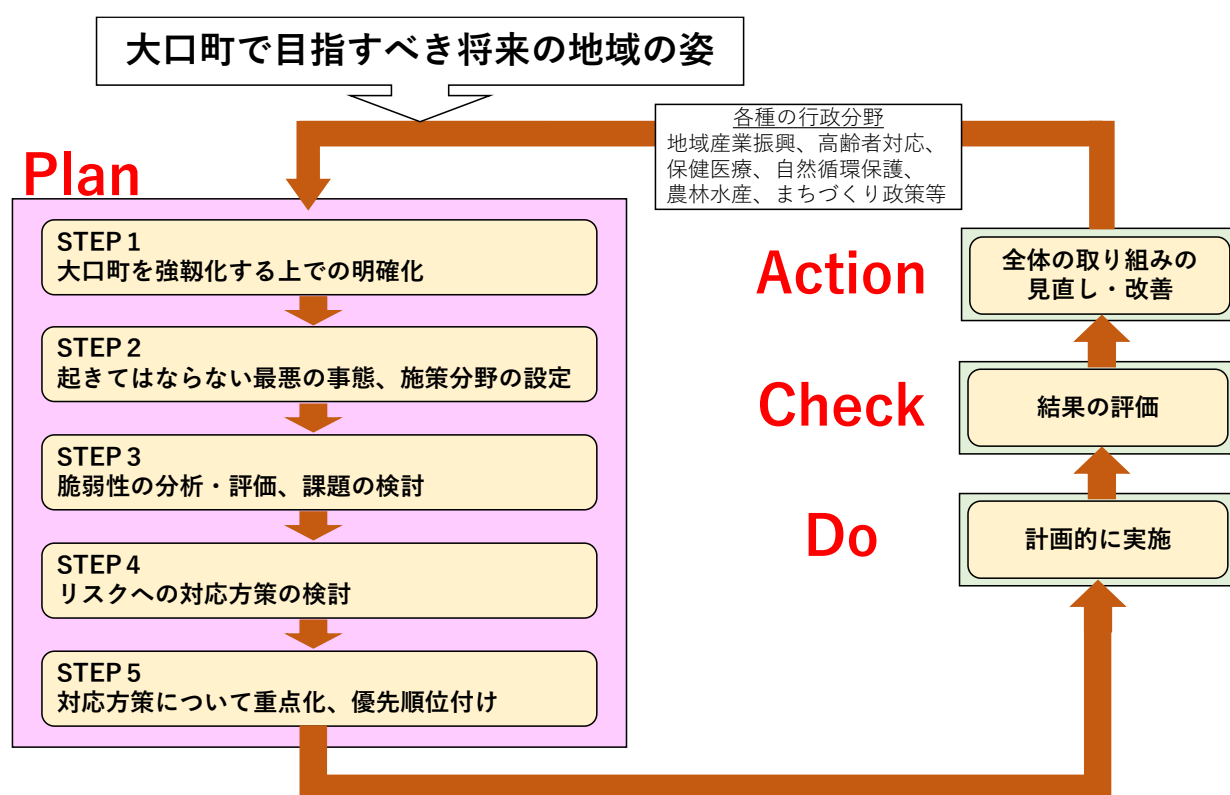 大口町で目指すべき将来の地域の姿
各種の行政分野
地域産業振興、高齢者対応、
保健医療、自然循環保護、
農林水産、まちづくり政策等
Plan
STEP１
大口町を強靱化する上での明確化
STEP２
起きてはならない最悪の事態、施策分野の設定
STEP３
脆弱性の分析・評価、課題の検討
STEP４
リスクへの対応方策の検討
STEP５
対応方策について重点化、優先順位付け
Action
全体の取り組みの
見直し・改善
Check
結果の評価
Do
計画的に実施